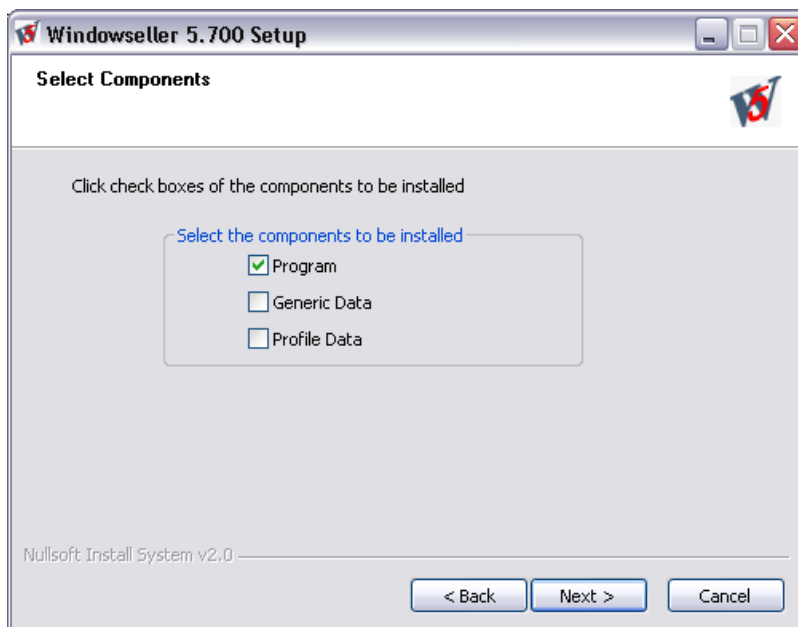 Windowseller 5.700 Setup
Select Components
Click check boxes of the components to be installed
Select the components to be installed
Program
Generic Data
Profile Data
Nullsoft Install System v2.0
< Back Next > Cancel